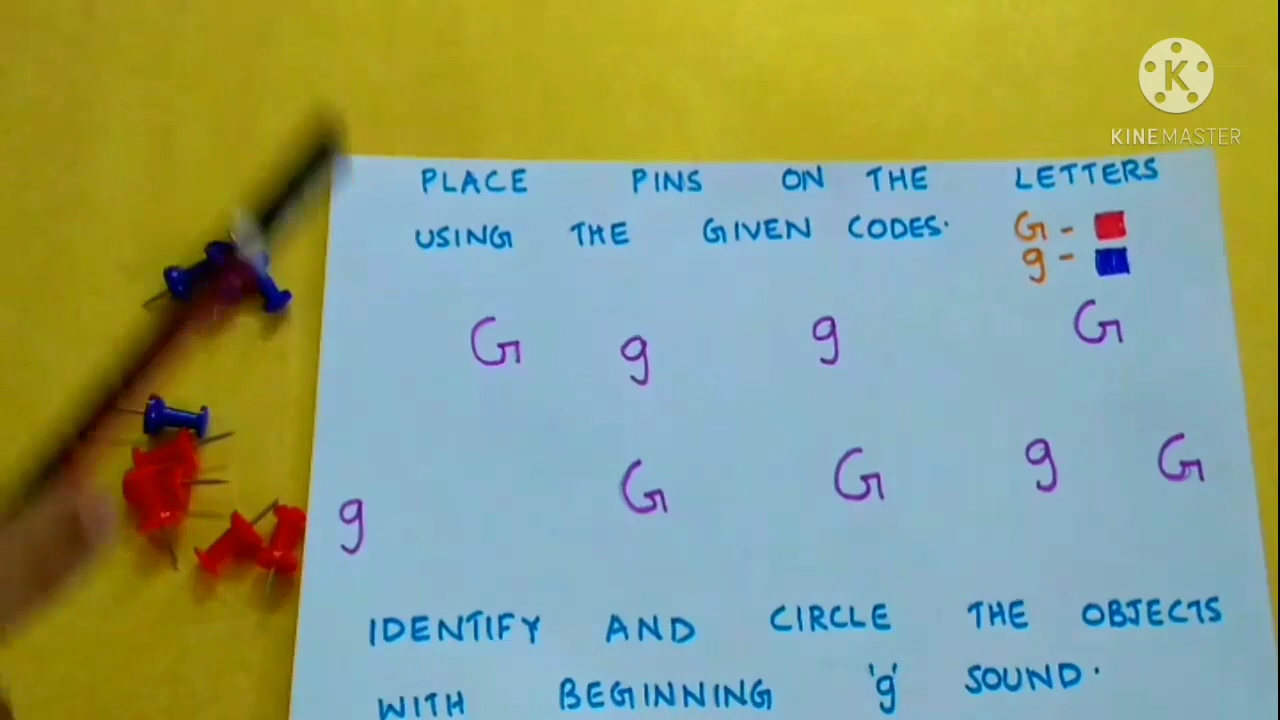 K
KINEMASTER
PLACE PINS ON THE LETTERS
USING THE GIVEN CODES.
G -
g -
G g g G
g G G g G
IDENTIFY AND CIRCLE THE OBJECTS
WITH BEGINNING 'g' SOUND.